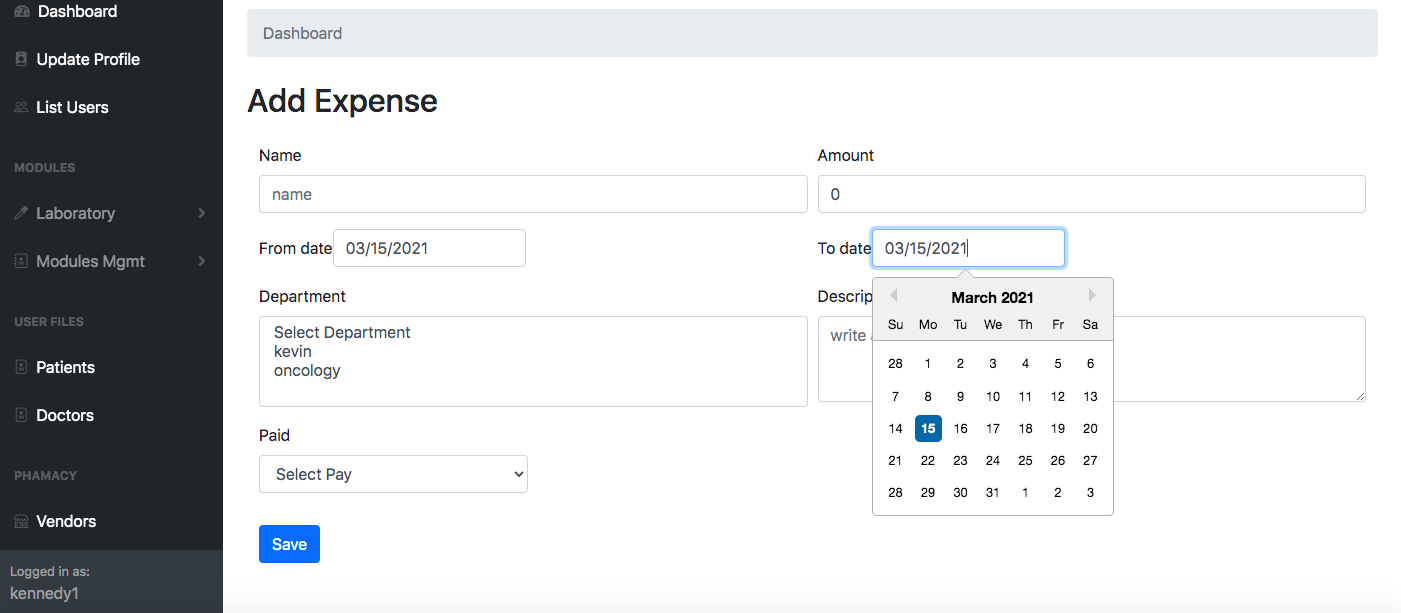 Dashboard
Update Profile
List Users
MODULES
Laboratory
Modules Mgmt
USER FILES
Patients
Doctors
PHAMACY
Vendors
Logged in as:
kennedy1
Dashboard
Add Expense
Name
Amount
name
0
From date 03/15/2021
To date 03/15/2021
Department
Descrip
Select Department
kevin
oncology
write
March 2021
Su Mo Tu We Th Fr Sa
28 1 2 3 4 5 6
7 8 9 10 11 12 13
14 15 16 17 18 19 20
21 22 23 24 25 26 27
28 29 30 31 1 2 3
Paid
Select Pay
Save